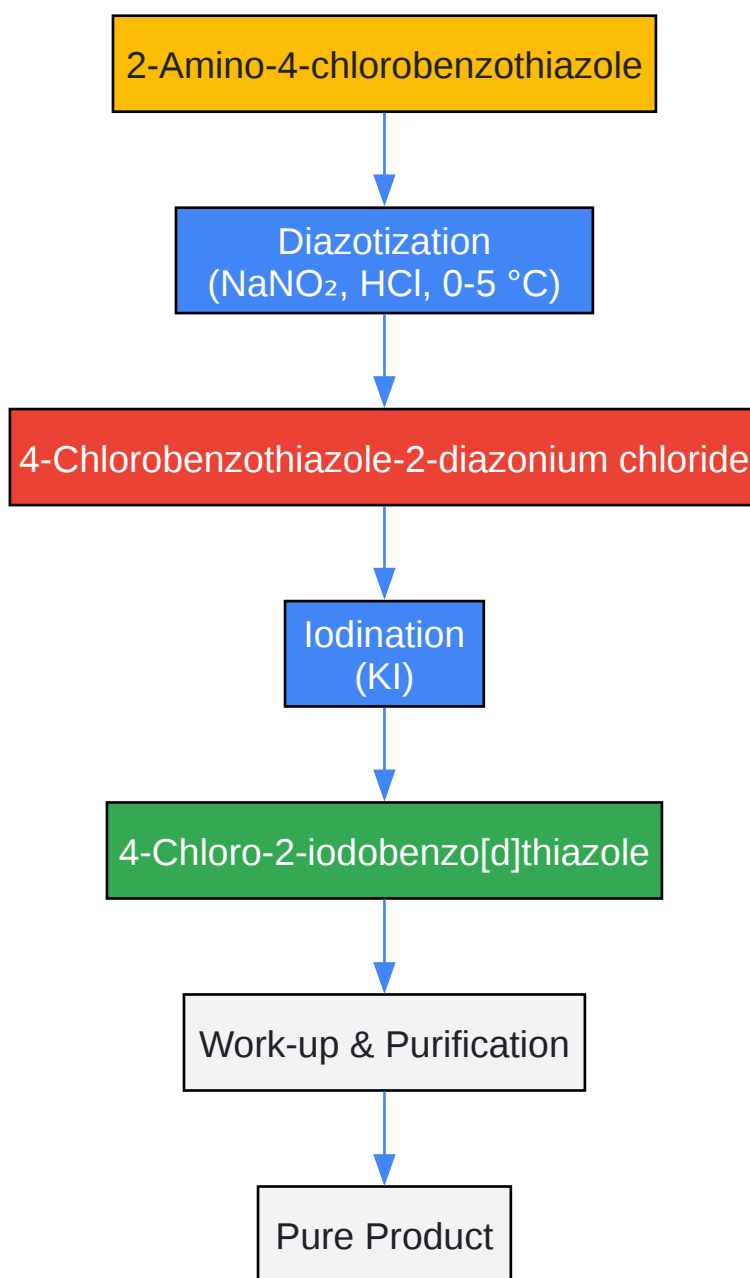 2-Amino-4-chlorobenzothiazole
Diazotization
(NaNO₂, HCl, 0-5 °C)
4-Chlorobenzothiazole-2-diazonium chloride
Iodination
(KI)
4-Chloro-2-iodobenzo[d]thiazole
Work-up & Purification
Pure Product